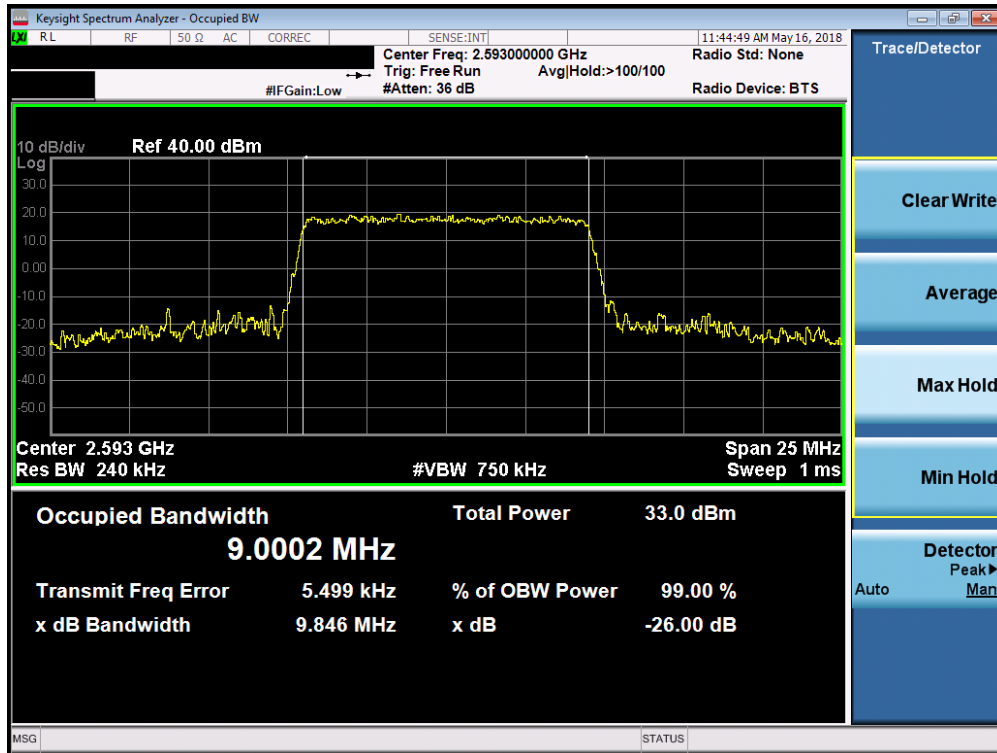 Keysight Spectrum Analyzer - Occupied BW
LXI RL RF 50 Ω AC CORREC SENSE:INT 11:44:49 AM May 16, 2018
Center Freq: 2.593000000 GHz Radio Std: None
Trig: Free Run Avg|Hold:>100/100
#IFGain:Low #Atten: 36 dB Radio Device: BTS
Trace/Detector
10 dB/div Ref 40.00 dBm
Log
30.0
20.0
10.0
0.00
-10.0
-20.0
-30.0
-40.0
-50.0
Center 2.593 GHz Span 25 MHz
Res BW 240 kHz #VBW 750 kHz Sweep 1 ms
Occupied Bandwidth Total Power 33.0 dBm
9.0002 MHz
Transmit Freq Error 5.499 kHz % of OBW Power 99.00 %
x dB Bandwidth 9.846 MHz x dB -26.00 dB
Clear Write
Average
Max Hold
Min Hold
Detector
Peak▶
Auto Man
MSG STATUS